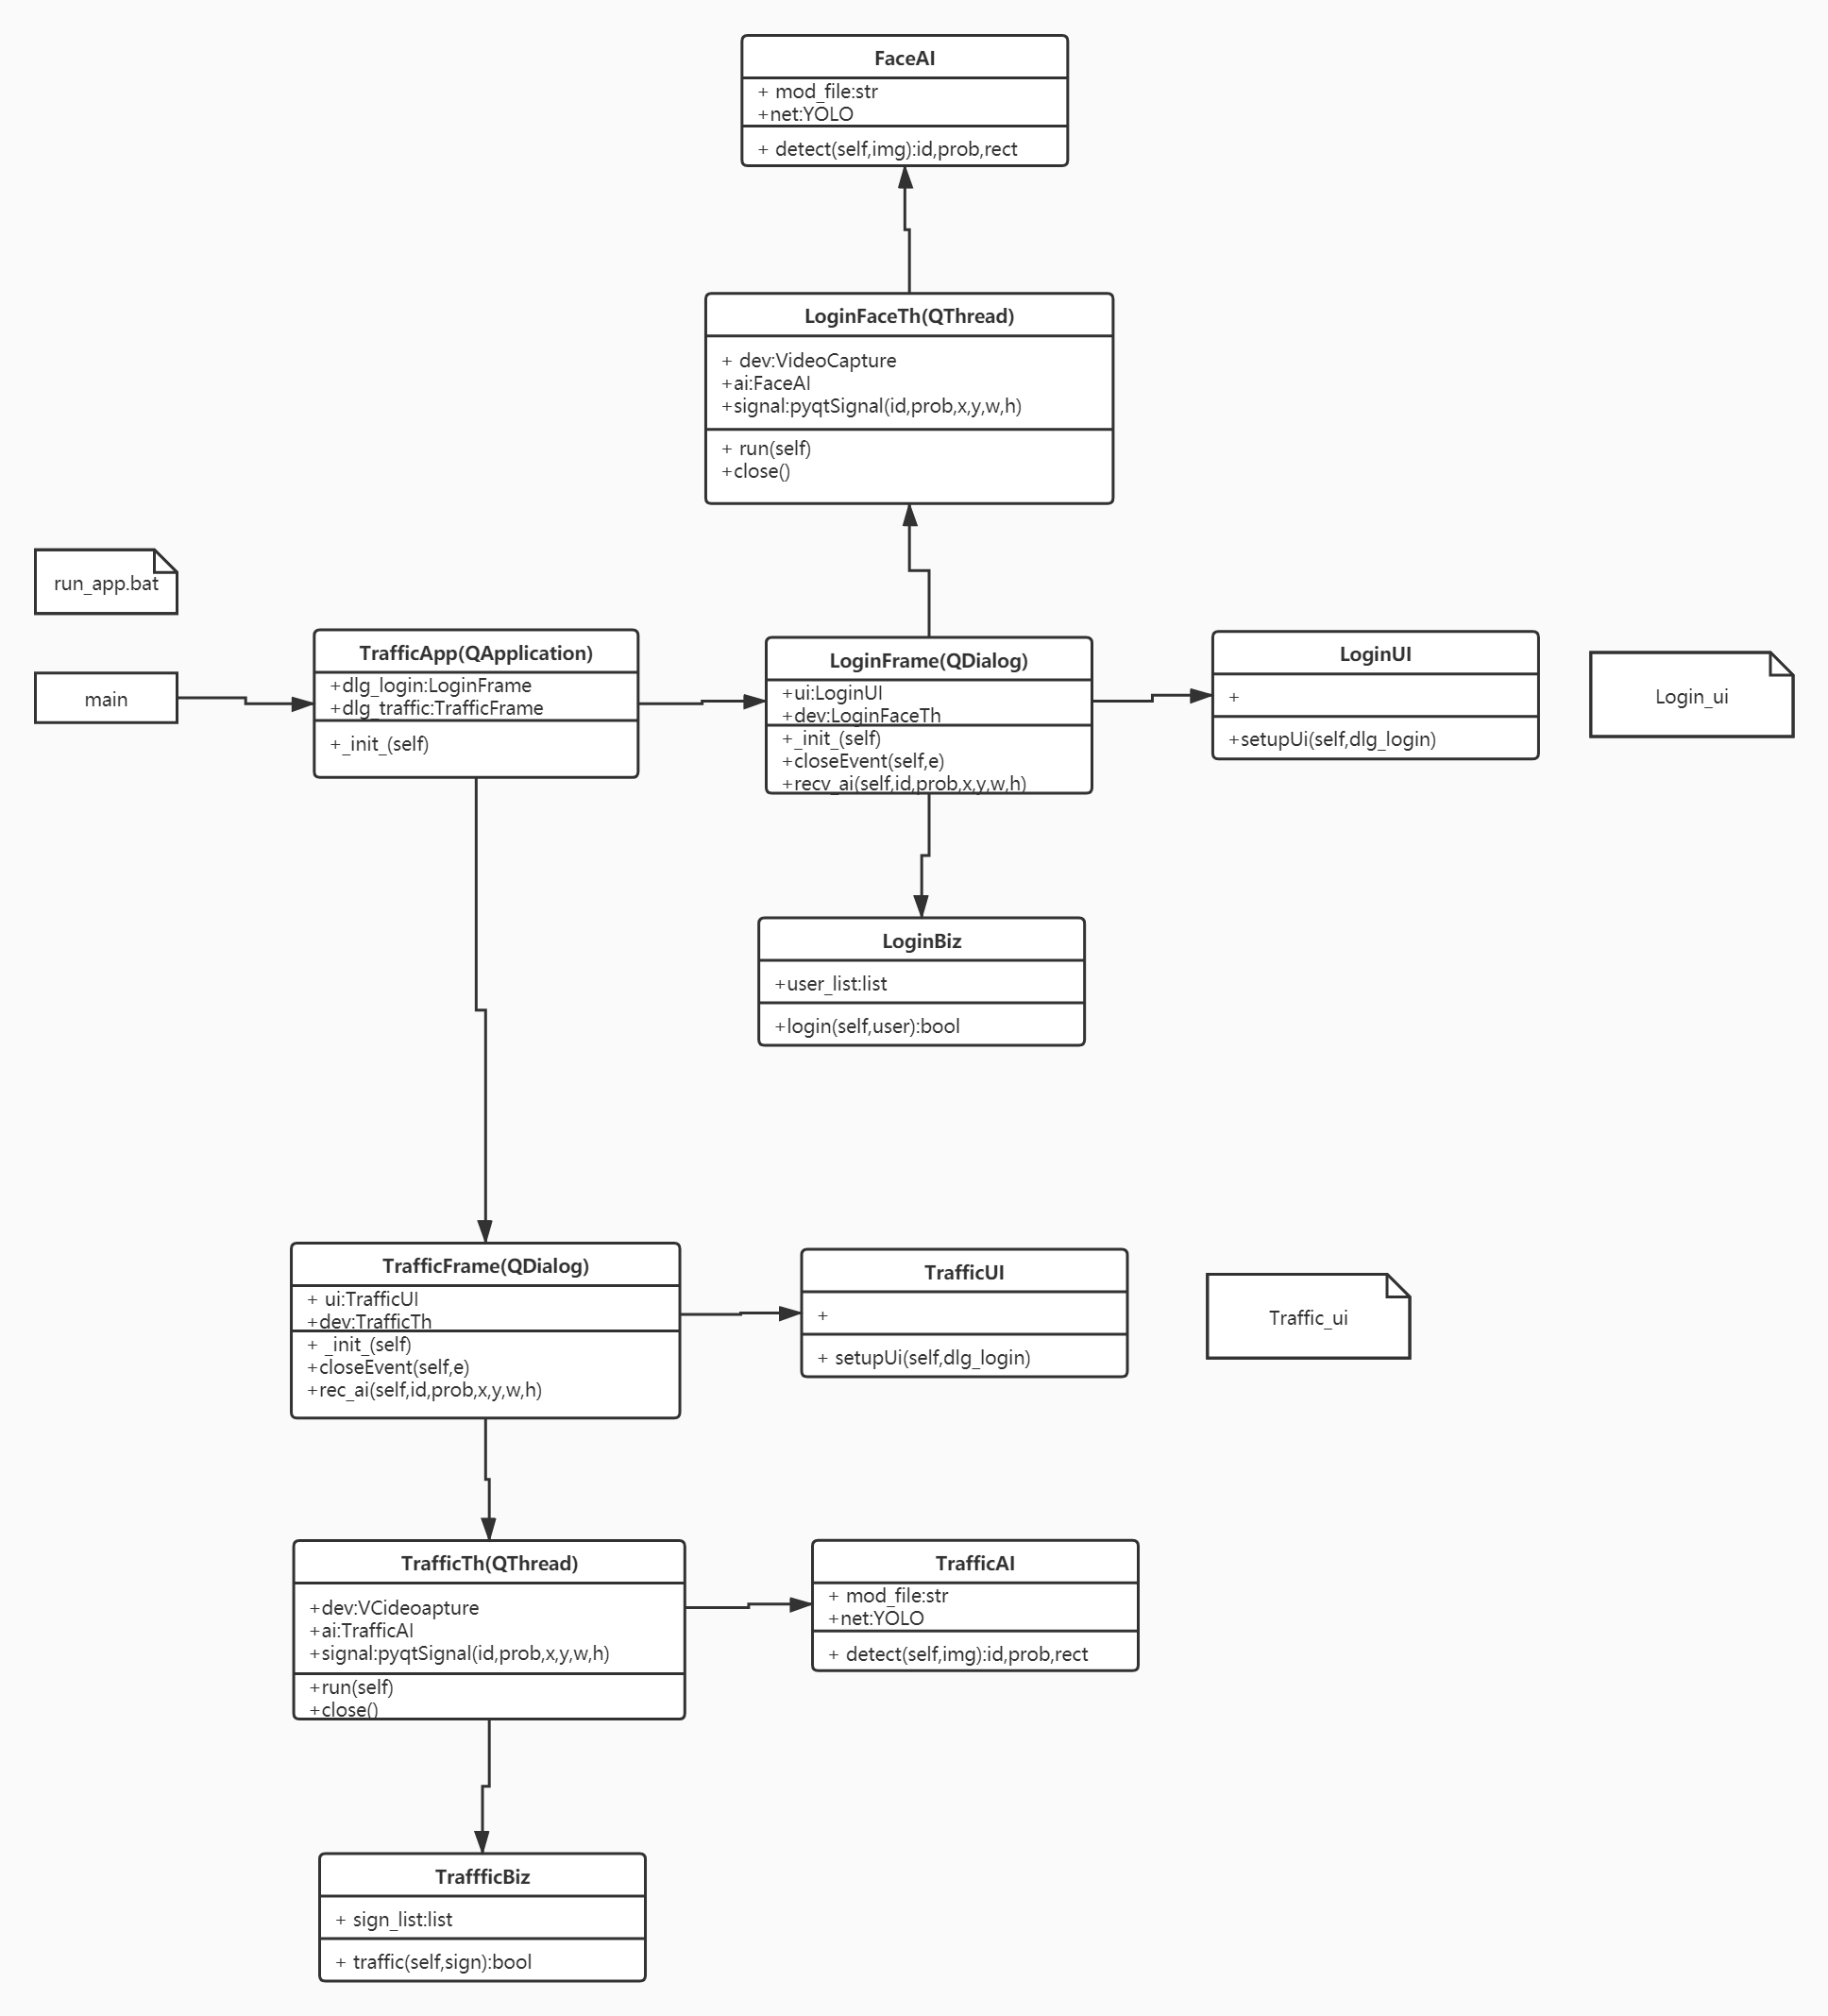 FaceAI
+ mod_file:str
+net:YOLO
+ detect(self,img):id,prob,rect
LoginFaceTh(QThread)
+ dev:VideoCapture
+ai:FaceAI
+signal:pyqtSignal(id,prob,x,y,w,h)
+ run(self)
+close()
run_app.bat
main
TrafficApp(QApplication)
+dlg_login:LoginFrame
+dlg_traffic:TrafficFrame
+_init_(self)
LoginFrame(QDialog)
+ui:LoginUI
+dev:LoginFaceTh
+_init_(self)
+closeEvent(self,e)
+recv_ai(self,id,prob,x,y,w,h)
LoginUI
+
+setupUi(self,dlg_login)
Login_ui
LoginBiz
+user_list:list
+login(self,user):bool
TrafficFrame(QDialog)
+ ui:TrafficUI
+dev:TrafficTh
+ _init_(self)
+closeEvent(self,e)
+rec_ai(self,id,prob,x,y,w,h)
TrafficUI
+
+ setupUi(self,dlg_login)
Traffic_ui
TrafficTh(QThread)
+dev:VCideoapture
+ai:TrafficAI
+signal:pyqtSignal(id,prob,x,y,w,h)
+run(self)
+close()
TrafficAI
+ mod_file:str
+net:YOLO
+ detect(self,img):id,prob,rect
TraffficBiz
+ sign_list:list
+ traffic(self,sign):bool